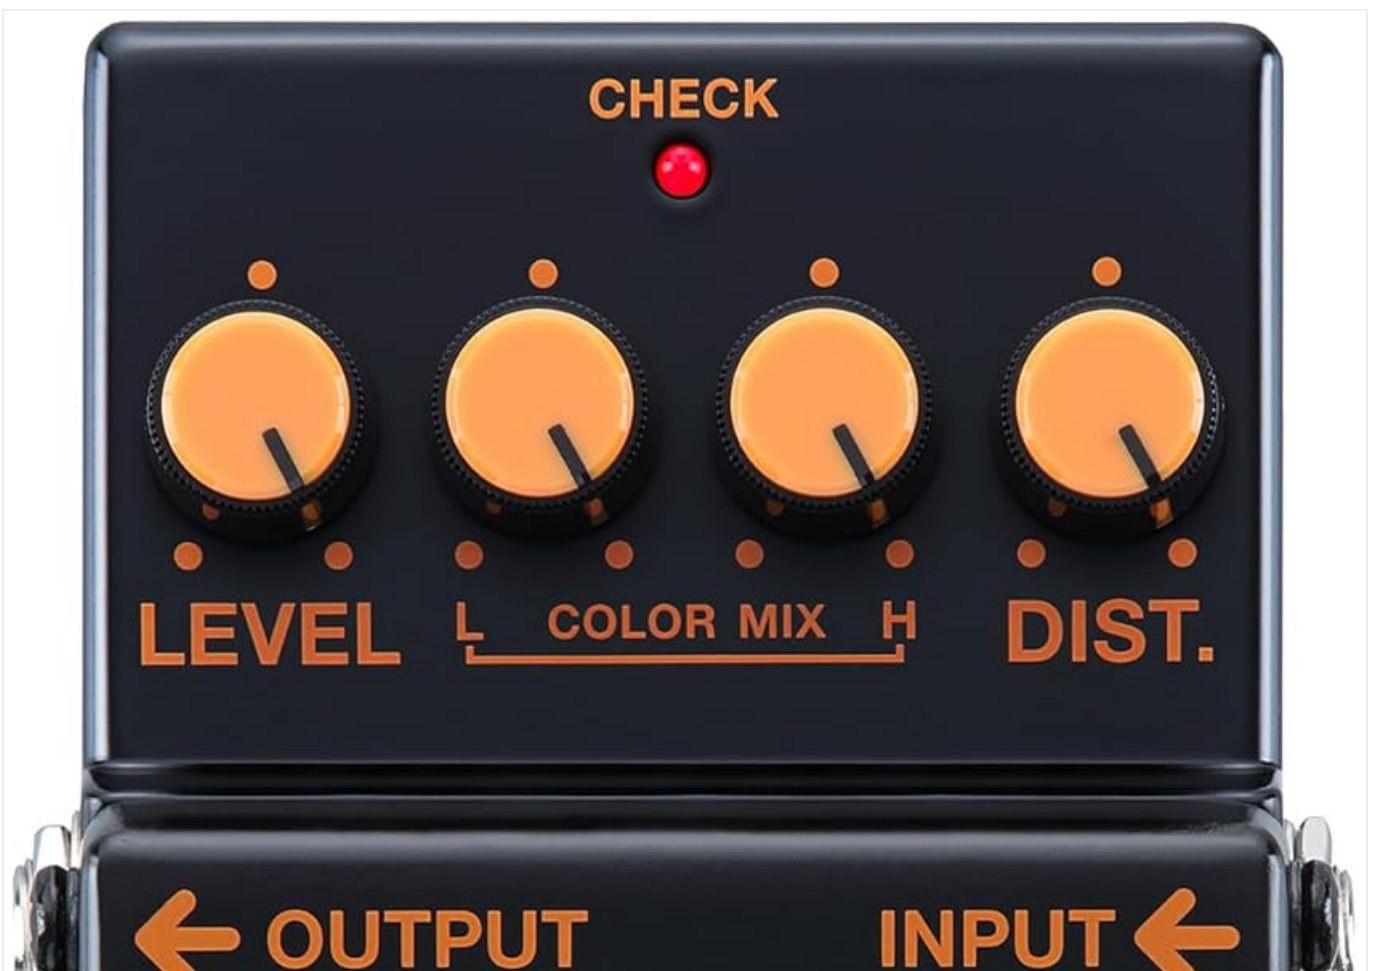 CHECK
LEVEL
L COLOR MIX H
DIST.
OUTPUT
INPUT